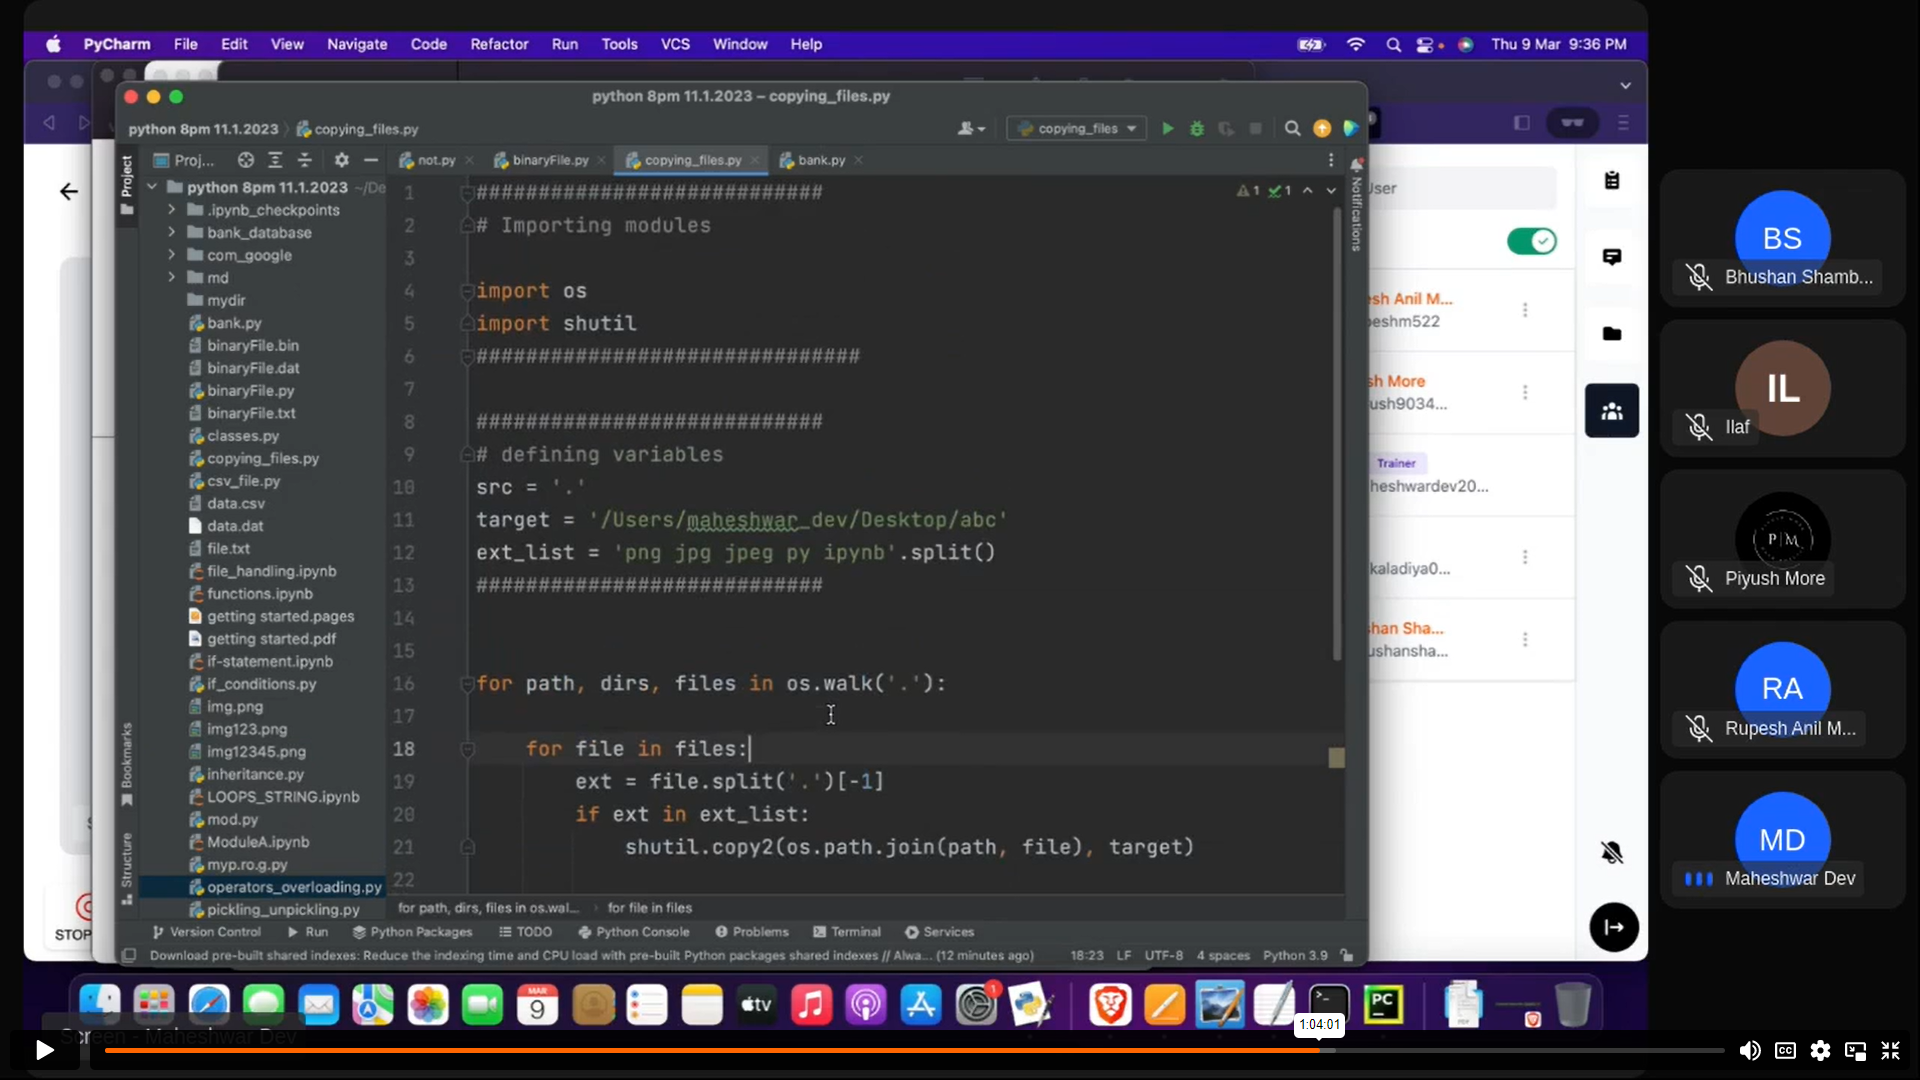 PyCharm File Edit View Navigate Code Refactor Run Tools VCS Window Help Thu 9 Mar 9:36 PM
python 8pm 11.1.2023 – copying_files.py
python 8pm 11.1.2023 copying_files.py copying_files
Proj... not.py binaryFile.py copying_files.py bank.py
Project
Notifications
Bookmarks
Structure
python 8pm 11.1.2023 ~/De
.ipynb_checkpoints
bank_database
com_google
md
mydir
bank.py
binaryFile.bin
binaryFile.dat
binaryFile.py
binaryFile.txt
classes.py
copying_files.py
csv_file.py
data.csv
data.dat
file.txt
file_handling.ipynb
functions.ipynb
getting started.pages
getting started.pdf
if-statement.ipynb
if_conditions.py
img.png
img123.png
img12345.png
inheritance.py
LOOPS_STRING.ipynb
mod.py
ModuleA.ipynb
myp.ro.g.py
operators_overloading.py
pickling_unpickling.py
1 ############################
2 # Importing modules
3
4 import os
5 import shutil
6 ###############################
7
8 ############################
9 # defining variables
10 src = '.'
11 target = '/Users/maheshwar_dev/Desktop/abc'
12 ext_list = 'png jpg jpeg py ipynb'.split()
13 ############################
14
15
16 for path, dirs, files in os.walk('.'):
17
18 for file in files:
19 ext = file.split('.')[-1]
20 if ext in ext_list:
21 shutil.copy2(os.path.join(path, file), target)
22
1 1
for path, dirs, files in os.wal... for file in files
Version Control Run Python Packages TODO Python Console Problems Terminal Services
Download pre-built shared indexes: Reduce the indexing time and CPU load with pre-built Python packages shared indexes // Alwa... (12 minutes ago) 18:23 LF UTF-8 4 spaces Python 3.9
STOP
User
sh Anil M...
eshm522
sh More
ush9034...
Trainer
heshwardev20...
kaladiya0...
han Sha...
ushansha...
BS
Bhushan Shamb...
IL
Ilaf
P|M
Piyush More
RA
Rupesh Anil M...
MD
Maheshwar Dev
MAR
9
tv
1
PC
Screen - Maheshwar Dev
1:04:01
CC